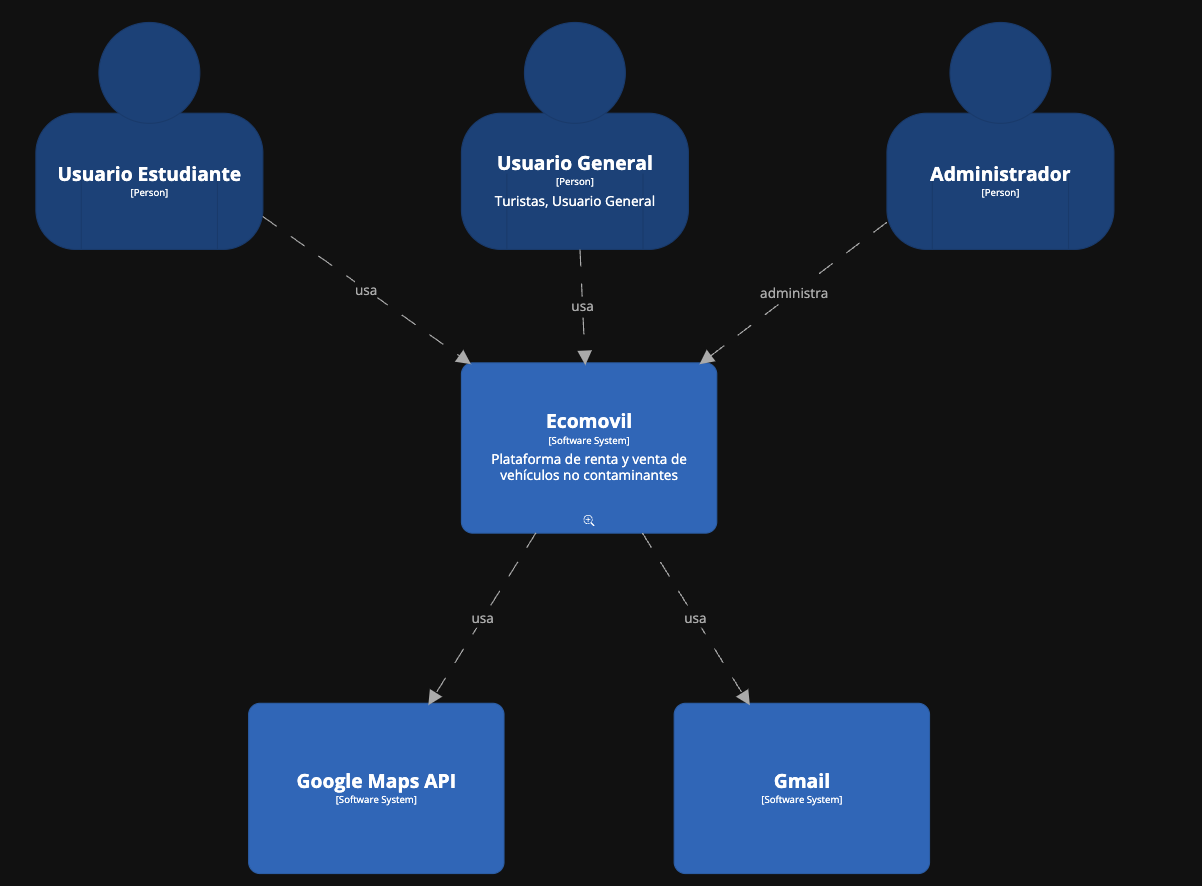 Usuario Estudiante
[Person]
Usuario General
[Person]
Turistas, Usuario General
Administrador
[Person]
usa
usa
administra
Ecomovil
[Software System]
Plataforma de renta y venta de
vehículos no contaminantes
usa
usa
Google Maps API
[Software System]
Gmail
[Software System]